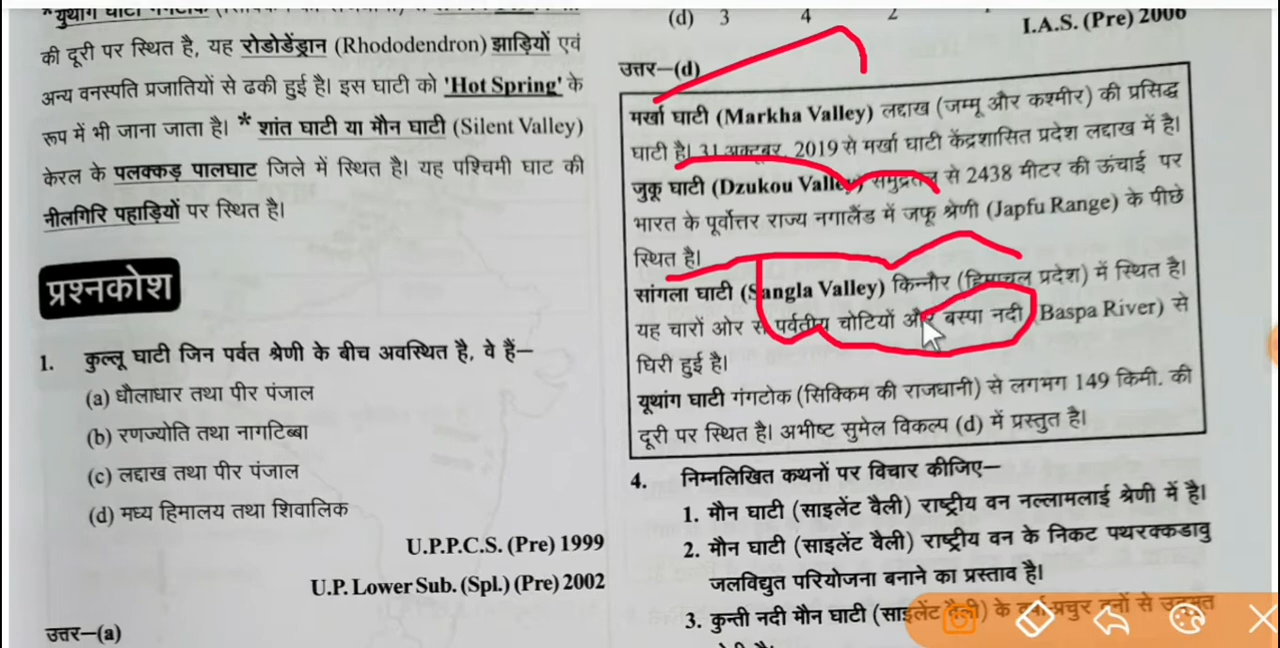 की दूरी पर स्थित है, यह रोडोडेंड्रान (Rhododendron) झाड़ियों एवं
अन्य वनस्पति प्रजातियों से ढकी हुई है। इस घाटी को 'Hot Spring' के
रूप में भी जाना जाता है। * शांत घाटी या मौन घाटी (Silent Valley)
केरल के पलक्कड़ पालघाट जिले में स्थित है। यह पश्चिमी घाट की
नीलगिरि पहाड़ियों पर स्थित है।
प्रश्नकोश
1. कुल्लू घाटी जिन पर्वत श्रेणी के बीच अवस्थित है, वे हैं–
(a) धौलाधार तथा पीर पंजाल
(b) रणज्योति तथा नागटिब्बा
(c) लद्दाख तथा पीर पंजाल
(d) मध्य हिमालय तथा शिवालिक
U.P.P.C.S. (Pre) 1999
U.P. Lower Sub. (Spl.) (Pre) 2002
उत्तर–(a)
(d) 3 4 2
I.A.S. (Pre) 2006
उत्तर–(d)
मर्खा घाटी (Markha Valley) लद्दाख (जम्मू और कश्मीर) की प्रसिद्ध
घाटी है। 31 अक्टूबर, 2019 से मर्खा घाटी केंद्रशासित प्रदेश लद्दाख में है।
जुकू घाटी (Dzukou Valley) समुद्रतल से 2438 मीटर की ऊंचाई पर
भारत के पूर्वोत्तर राज्य नगालैंड में जफू श्रेणी (Japfu Range) के पीछे
स्थित है।
सांगला घाटी (Sangla Valley) किन्नौर (हिमाचल प्रदेश) में स्थित है।
यह चारों ओर से पर्वतीय चोटियों और बस्पा नदी (Baspa River) से
घिरी हुई है।
यूथांग घाटी गंगटोक (सिक्किम की राजधानी) से लगभग 149 किमी. की
दूरी पर स्थित है। अभीष्ट सुमेल विकल्प (d) में प्रस्तुत है।
4. निम्नलिखित कथनों पर विचार कीजिए–
1. मौन घाटी (साइलेंट वैली) राष्ट्रीय वन नल्लामलाई श्रेणी में है।
2. मौन घाटी (साइलेंट वैली) राष्ट्रीय वन के निकट पथरक्कडावु
जलविद्युत परियोजना बनाने का प्रस्ताव है।
3. कुन्ती नदी मौन घाटी (साइलेंट वैली) के वर्षा-प्रचुर वनों से